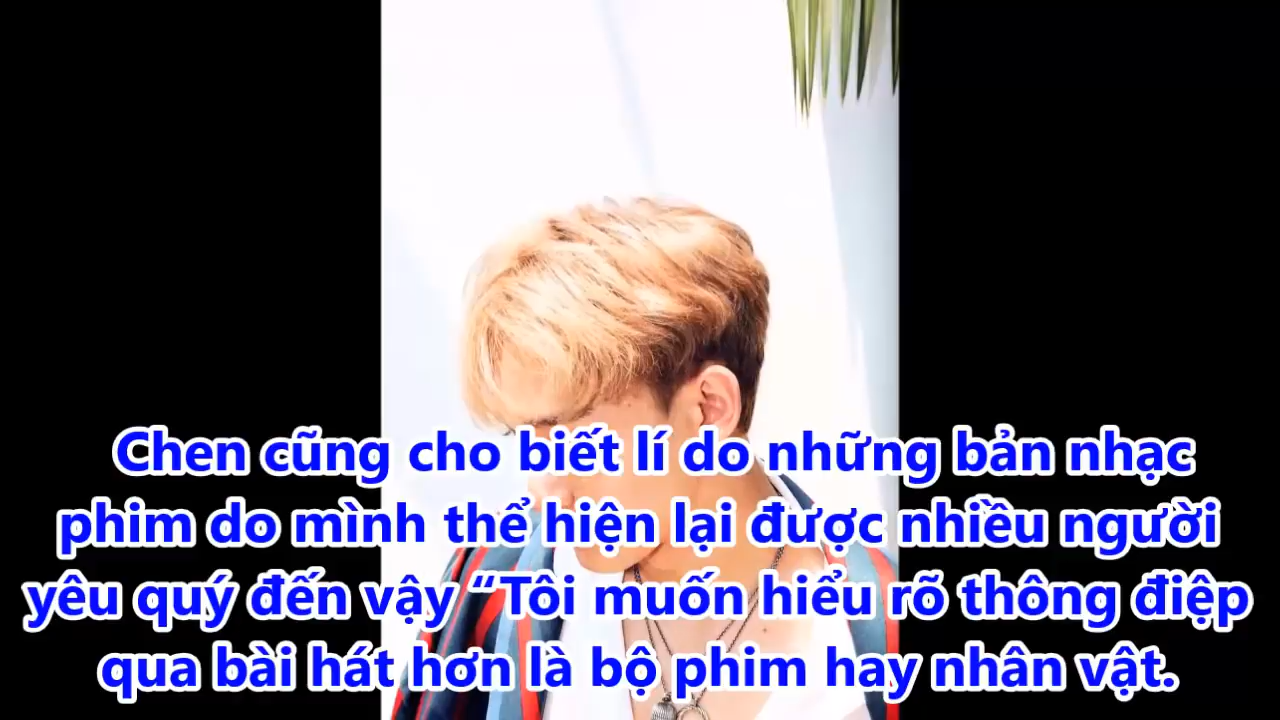 Chen cũng cho biết lí do những bản nhạc
phim do mình thể hiện lại được nhiều người
yêu quý đến vậy “Tôi muốn hiểu rõ thông điệp
qua bài hát hơn là bộ phim hay nhân vật.